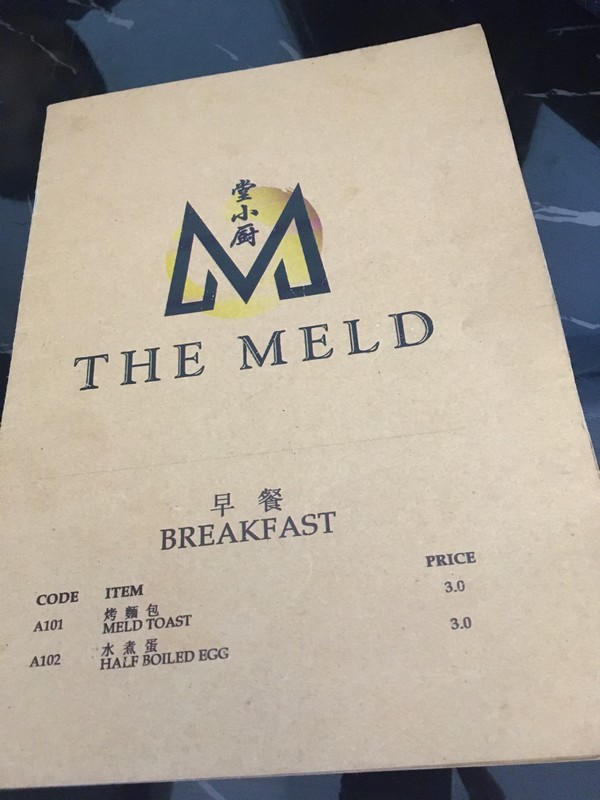 堂小厨
THE MELD
早餐
BREAKFAST
CODE ITEM PRICE
烤麵包
A101 MELD TOAST 3.0
水煮蛋
A102 HALF BOILED EGG 3.0